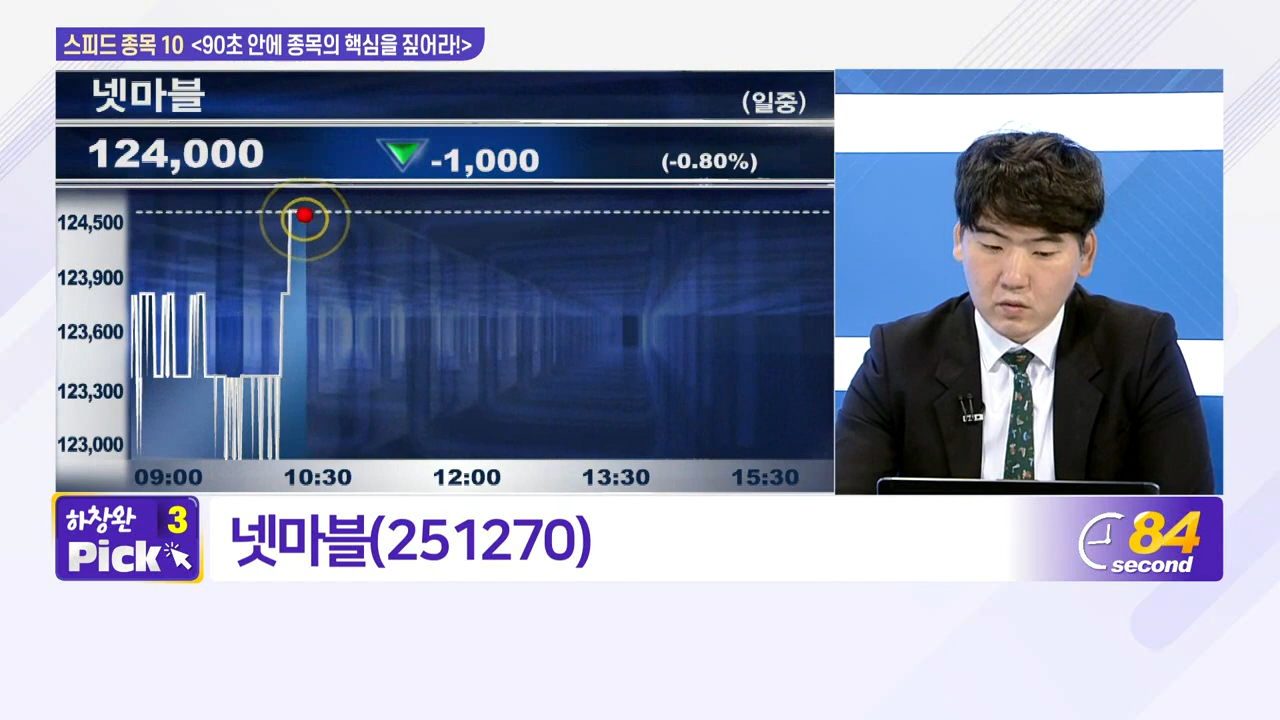 스피드 종목 10 <90초 안에 종목의 핵심을 짚어라!>
넷마블
(일중)
124,000
-1,000
(-0.80%)
124,500
123,900
123,600
123,300
123,000
09:00 10:30 12:00 13:30 15:30
하창완 3
Pick
넷마블(251270)
84
second